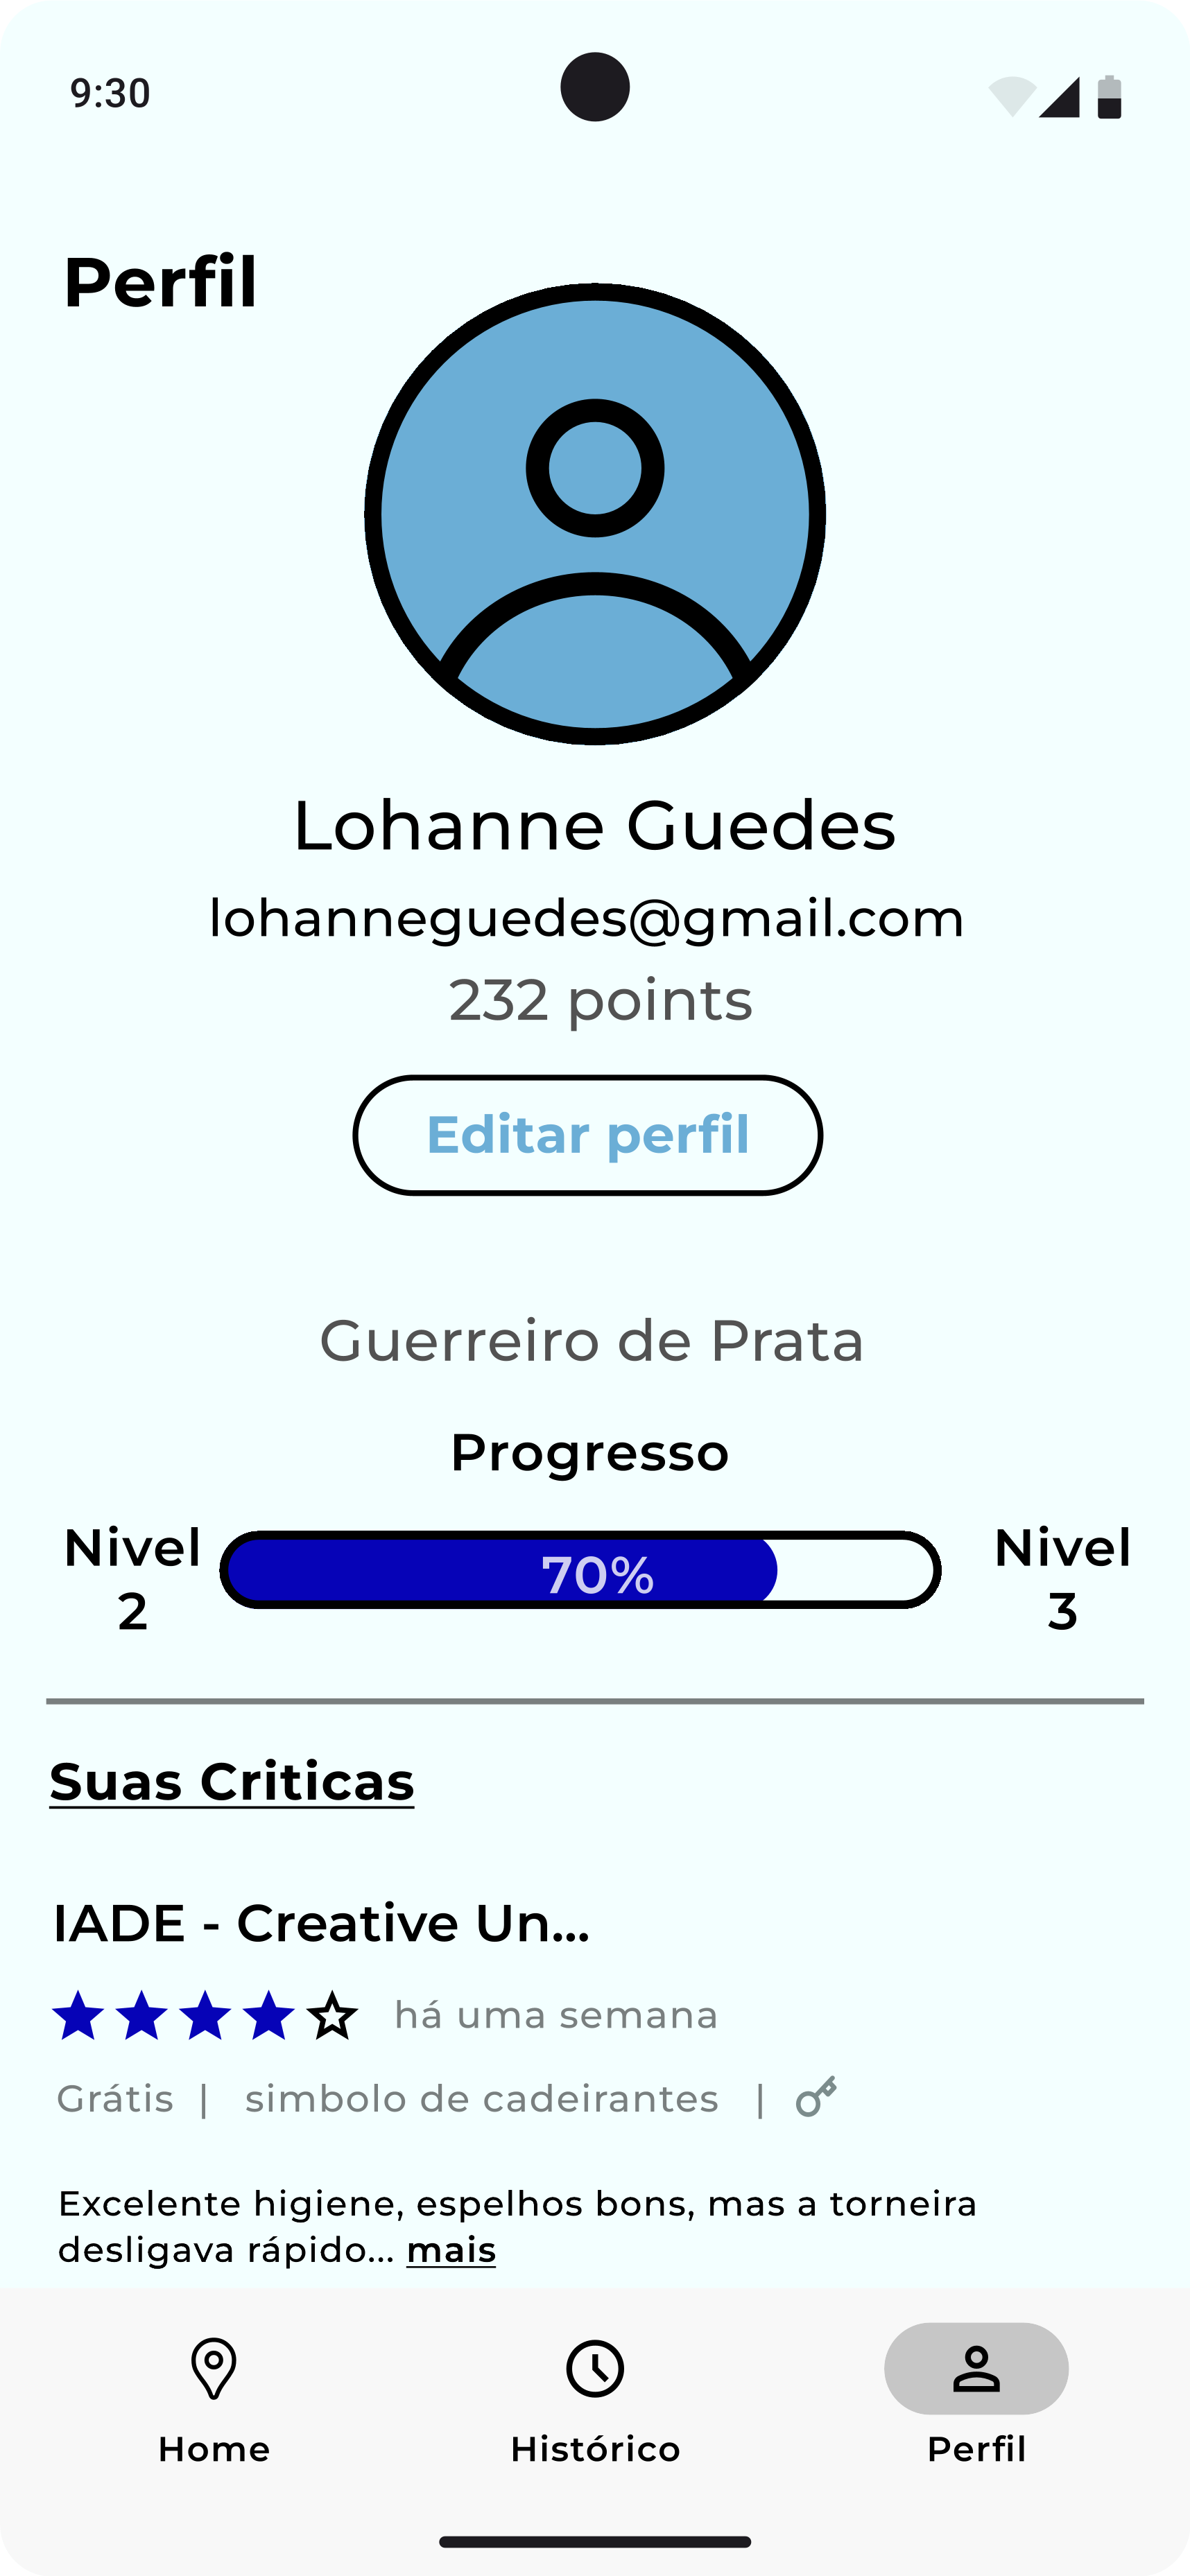 9:30
Perfil
Lohanne Guedes
lohanneguedes@gmail.com
232 points
Editar perfil
Guerreiro de Prata
Progresso
Nivel 2
70%
Nivel 3
Suas Criticas
IADE - Creative Un...
há uma semana
Grátis | simbolo de cadeirantes |
Excelente higiene, espelhos bons, mas a torneira
desligava rápido... mais
Home
Histórico
Perfil